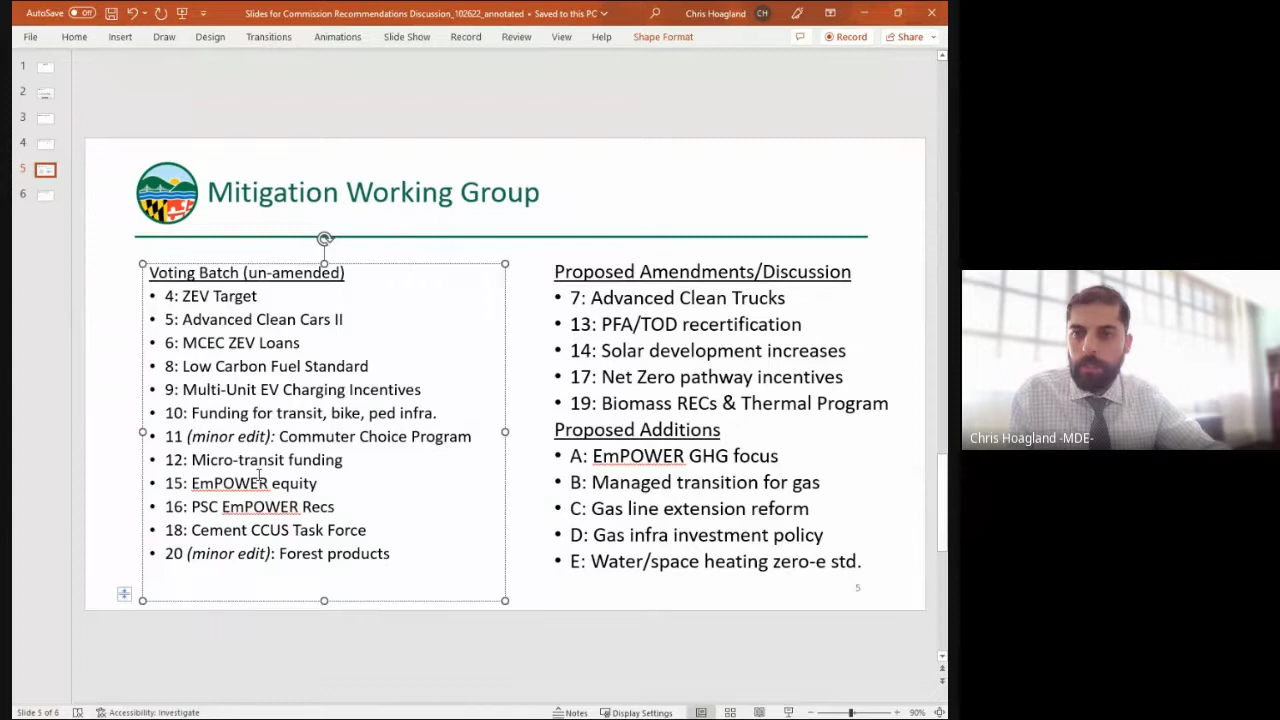 AutoSave Off Slides for Commission Recommendations Discussion_102622_annotated • Saved to this PC Chris Hoagland CH
File Home Insert Draw Design Transitions Animations Slide Show Record Review View Help Shape Format Record Share
1
2
3
4
5
6
Mitigation Working Group
Voting Batch (un-amended)
• 4: ZEV Target
• 5: Advanced Clean Cars II
• 6: MCEC ZEV Loans
• 8: Low Carbon Fuel Standard
• 9: Multi-Unit EV Charging Incentives
• 10: Funding for transit, bike, ped infra.
• 11 (minor edit): Commuter Choice Program
• 12: Micro-transit funding
• 15: EmPOWER equity
• 16: PSC EmPOWER Recs
• 18: Cement CCUS Task Force
• 20 (minor edit): Forest products
Proposed Amendments/Discussion
• 7: Advanced Clean Trucks
• 13: PFA/TOD recertification
• 14: Solar development increases
• 17: Net Zero pathway incentives
• 19: Biomass RECs & Thermal Program
Proposed Additions
• A: EmPOWER GHG focus
• B: Managed transition for gas
• C: Gas line extension reform
• D: Gas infra investment policy
• E: Water/space heating zero-e std.
5
Chris Hoagland -MDE-
Slide 5 of 6 Accessibility: Investigate Notes Display Settings 90%